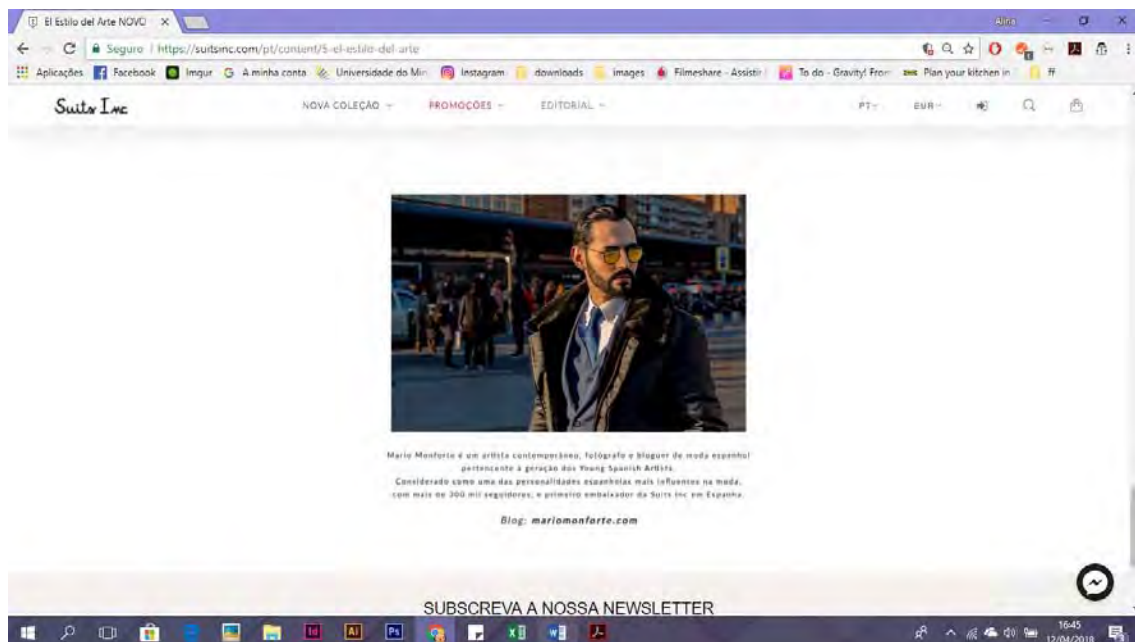 El Estilo del Arte NOVO
Alina
Seguro | https://suitsinc.com/pt/content/5-el-estilo-del-arte
Aplicações Facebook Imgur A minha conta Universidade do Min Instagram downloads images Filmeshare - Assistir To do - Gravity! From Plan your kitchen in ff
Suits Inc NOVA COLEÇÃO PROMOÇÕES EDITORIAL PT EUR
Mario Monforte é um artista contemporâneo, fotógrafo e bloguer de moda espanhol
pertencente à geração dos Young Spanish Artists.
Considerado como uma das personalidades espanholas mais influentes na moda,
com mais de 300 mil seguidores, o primeiro embaixador da Suits Inc em Espanha.
Blog: mariomonforte.com
SUBSCREVA A NOSSA NEWSLETTER
Id Ai Ps
16:45
12/04/2018